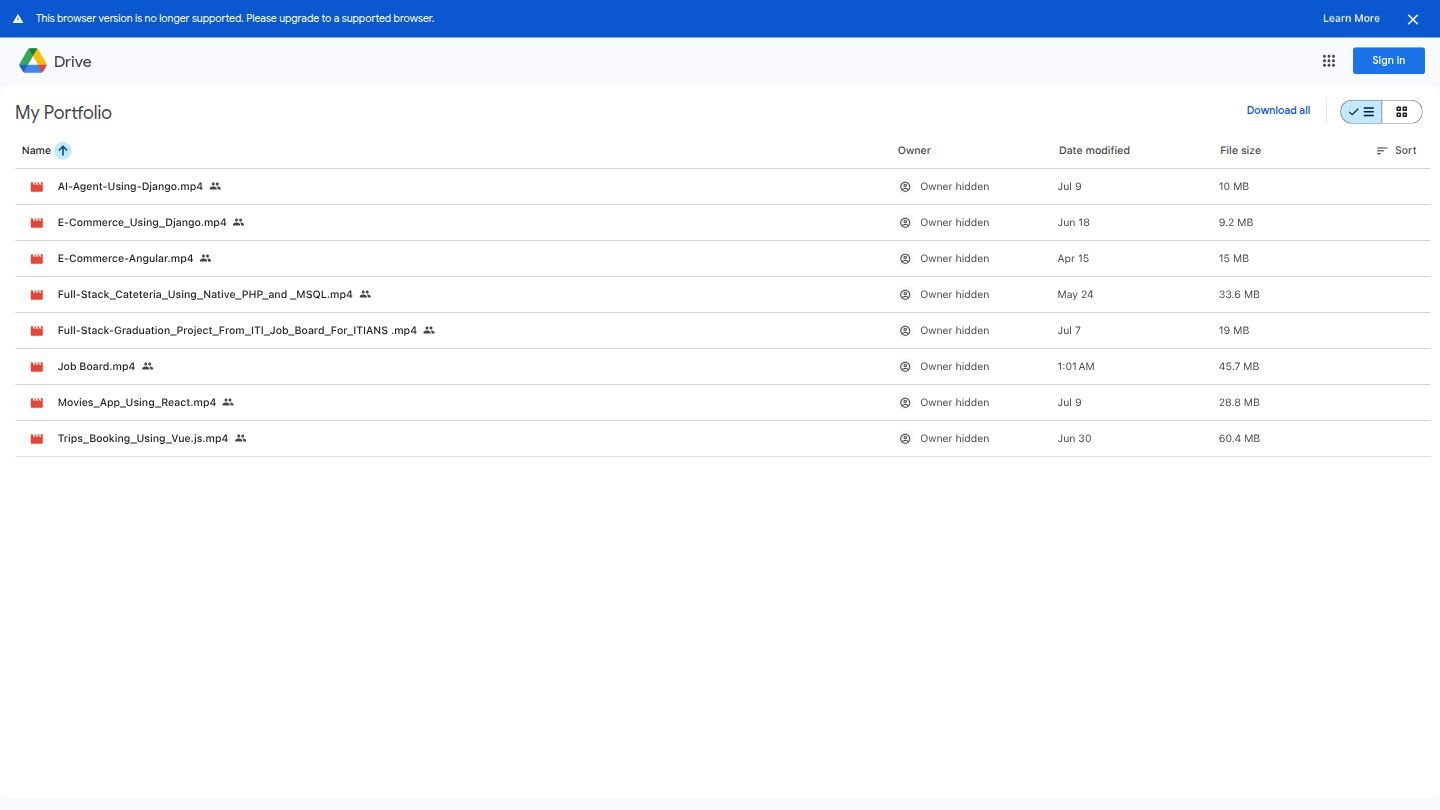 This browser version is no longer supported. Please upgrade to a supported browser. Learn More
Drive Sign in
My Portfolio Download all
Name Owner Date modified File size Sort
AI-Agent-Using-Django.mp4 Owner hidden Jul 9 10 MB
E-Commerce_Using_Django.mp4 Owner hidden Jun 18 9.2 MB
E-Commerce-Angular.mp4 Owner hidden Apr 15 15 MB
Full-Stack_Cateteria_Using_Native_PHP_and _MSQL.mp4 Owner hidden May 24 33.6 MB
Full-Stack-Graduation_Project_From_ITI_Job_Board_For_ITIANS .mp4 Owner hidden Jul 7 19 MB
Job Board.mp4 Owner hidden 1:01 AM 45.7 MB
Movies_App_Using_React.mp4 Owner hidden Jul 9 28.8 MB
Trips_Booking_Using_Vue.js.mp4 Owner hidden Jun 30 60.4 MB